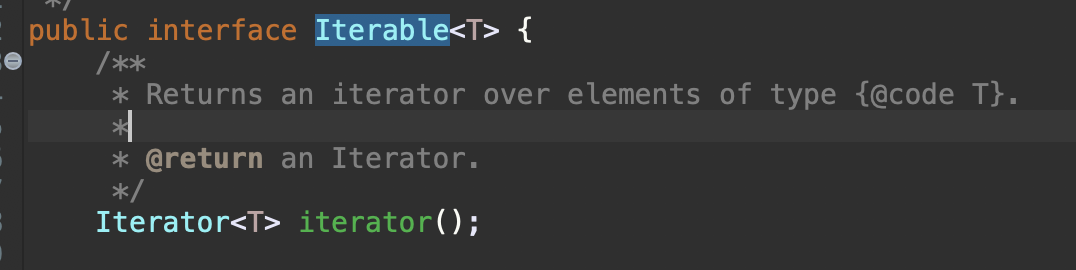 */
public interface Iterable<T> {
/**
* Returns an iterator over elements of type {@code T}.
*
* @return an Iterator.
*/
Iterator<T> iterator();